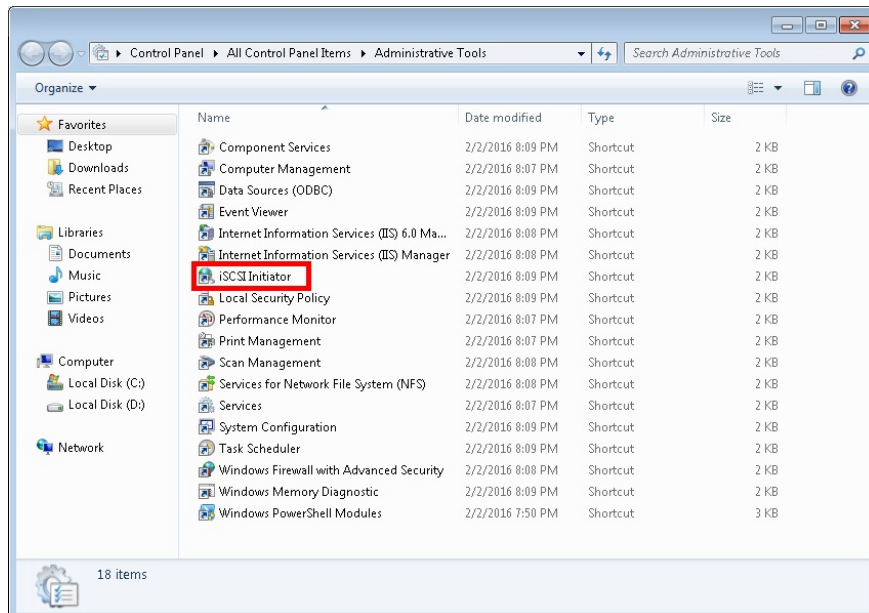 Control Panel ▸ All Control Panel Items ▸ Administrative Tools
Search Administrative Tools
Organize
Name Date modified Type Size
Favorites
Desktop
Downloads
Recent Places
Libraries
Documents
Music
Pictures
Videos
Computer
Local Disk (C:)
Local Disk (D:)
Network
Component Services 2/2/2016 8:09 PM Shortcut 2 KB
Computer Management 2/2/2016 8:07 PM Shortcut 2 KB
Data Sources (ODBC) 2/2/2016 8:09 PM Shortcut 2 KB
Event Viewer 2/2/2016 8:09 PM Shortcut 2 KB
Internet Information Services (IIS) 6.0 Ma... 2/2/2016 8:08 PM Shortcut 2 KB
Internet Information Services (IIS) Manager 2/2/2016 8:08 PM Shortcut 2 KB
iSCSI Initiator 2/2/2016 8:09 PM Shortcut 2 KB
Local Security Policy 2/2/2016 8:08 PM Shortcut 2 KB
Performance Monitor 2/2/2016 8:07 PM Shortcut 2 KB
Print Management 2/2/2016 8:07 PM Shortcut 2 KB
Scan Management 2/2/2016 8:08 PM Shortcut 2 KB
Services for Network File System (NFS) 2/2/2016 8:08 PM Shortcut 2 KB
Services 2/2/2016 8:07 PM Shortcut 2 KB
System Configuration 2/2/2016 8:09 PM Shortcut 2 KB
Task Scheduler 2/2/2016 8:09 PM Shortcut 2 KB
Windows Firewall with Advanced Security 2/2/2016 8:08 PM Shortcut 2 KB
Windows Memory Diagnostic 2/2/2016 8:09 PM Shortcut 2 KB
Windows PowerShell Modules 2/2/2016 7:50 PM Shortcut 3 KB
18 items